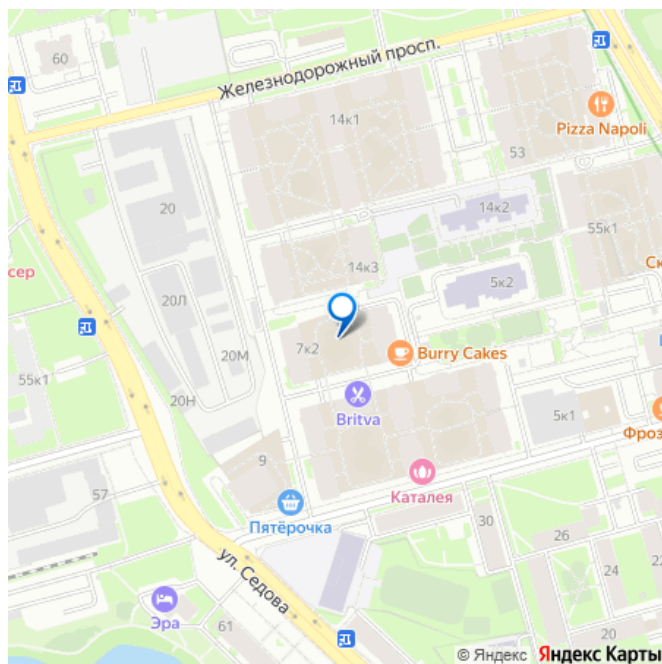 60
Железнодорожный просп.
14к1
Pizza Napoli
53
20
14к2
55к1
сер
14к3
5к2
Ск
20Л
7к2
20М
Burry Cakes
55к1
20Н
Britva
5к1
Фроз
9
57
Каталея
Пятёрочка
30
26
24
22
ул. Седова
Эра
61
20
© Яндекс Яндекс Карты